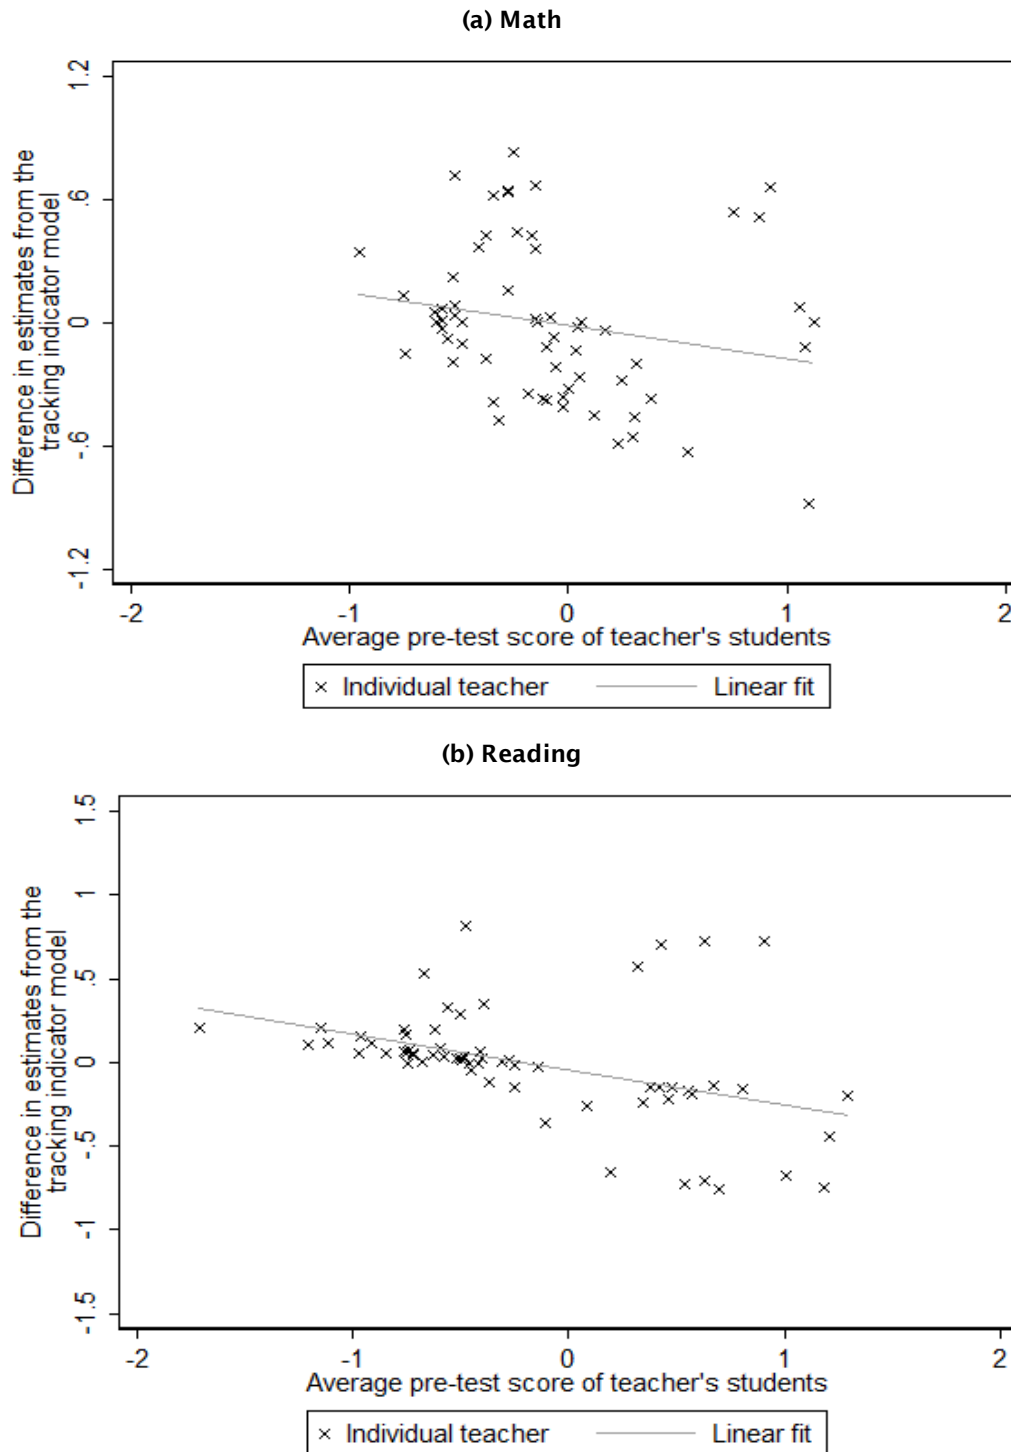 (a) Math
Difference in estimates from the
tracking indicator model
1.2
.6
0
-.6
-1.2
-2
-1
0
1
2
Average pre-test score of teacher's students
Individual teacher
Linear fit
(b) Reading
Difference in estimates from the
tracking indicator model
1.5
1
.5
0
-.5
-1
-1.5
-2
-1
0
1
2
Average pre-test score of teacher's students
Individual teacher
Linear fit